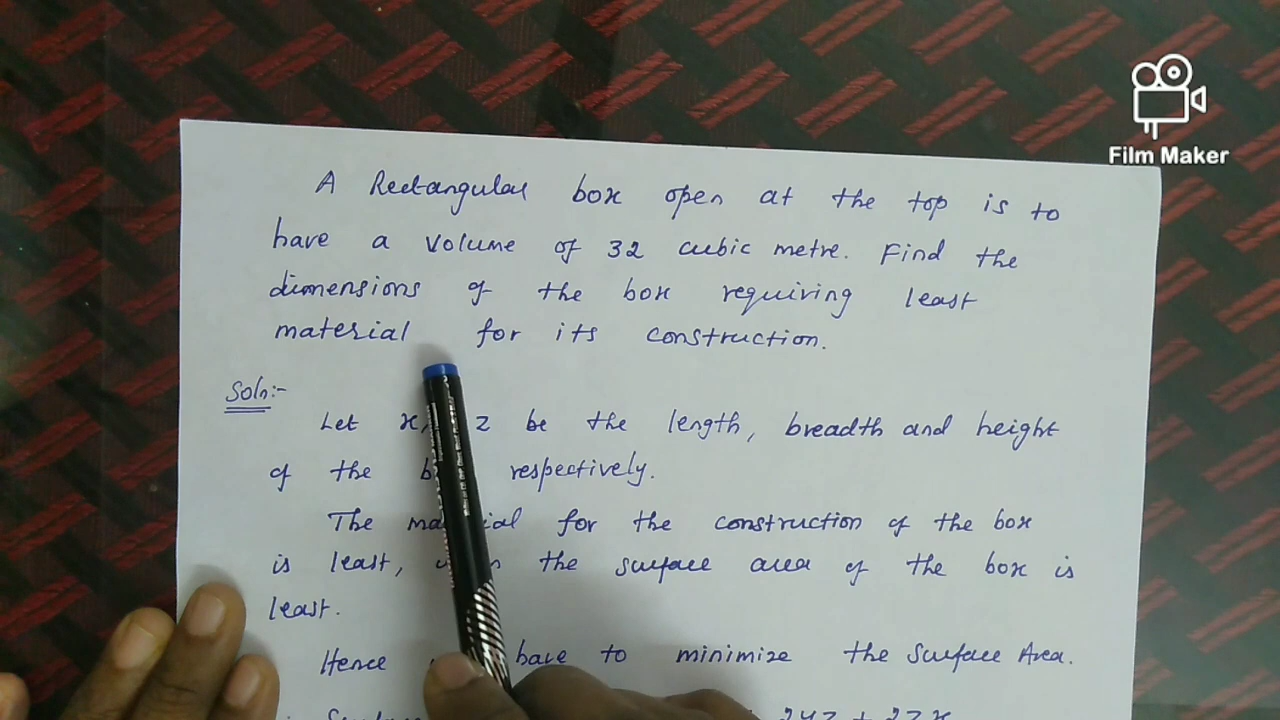 Film Maker
A Rectangular box open at the top is to
have a volume of 32 cubic metre. Find the
dimensions of the box requiring least
material for its construction.
Soln:-
Let x, z be the length, breadth and height
of the respectively.
The for the construction of the box
is least, the surface area of the box is
least.
Hence have to minimize the Surface Area.
2yz + 2zx